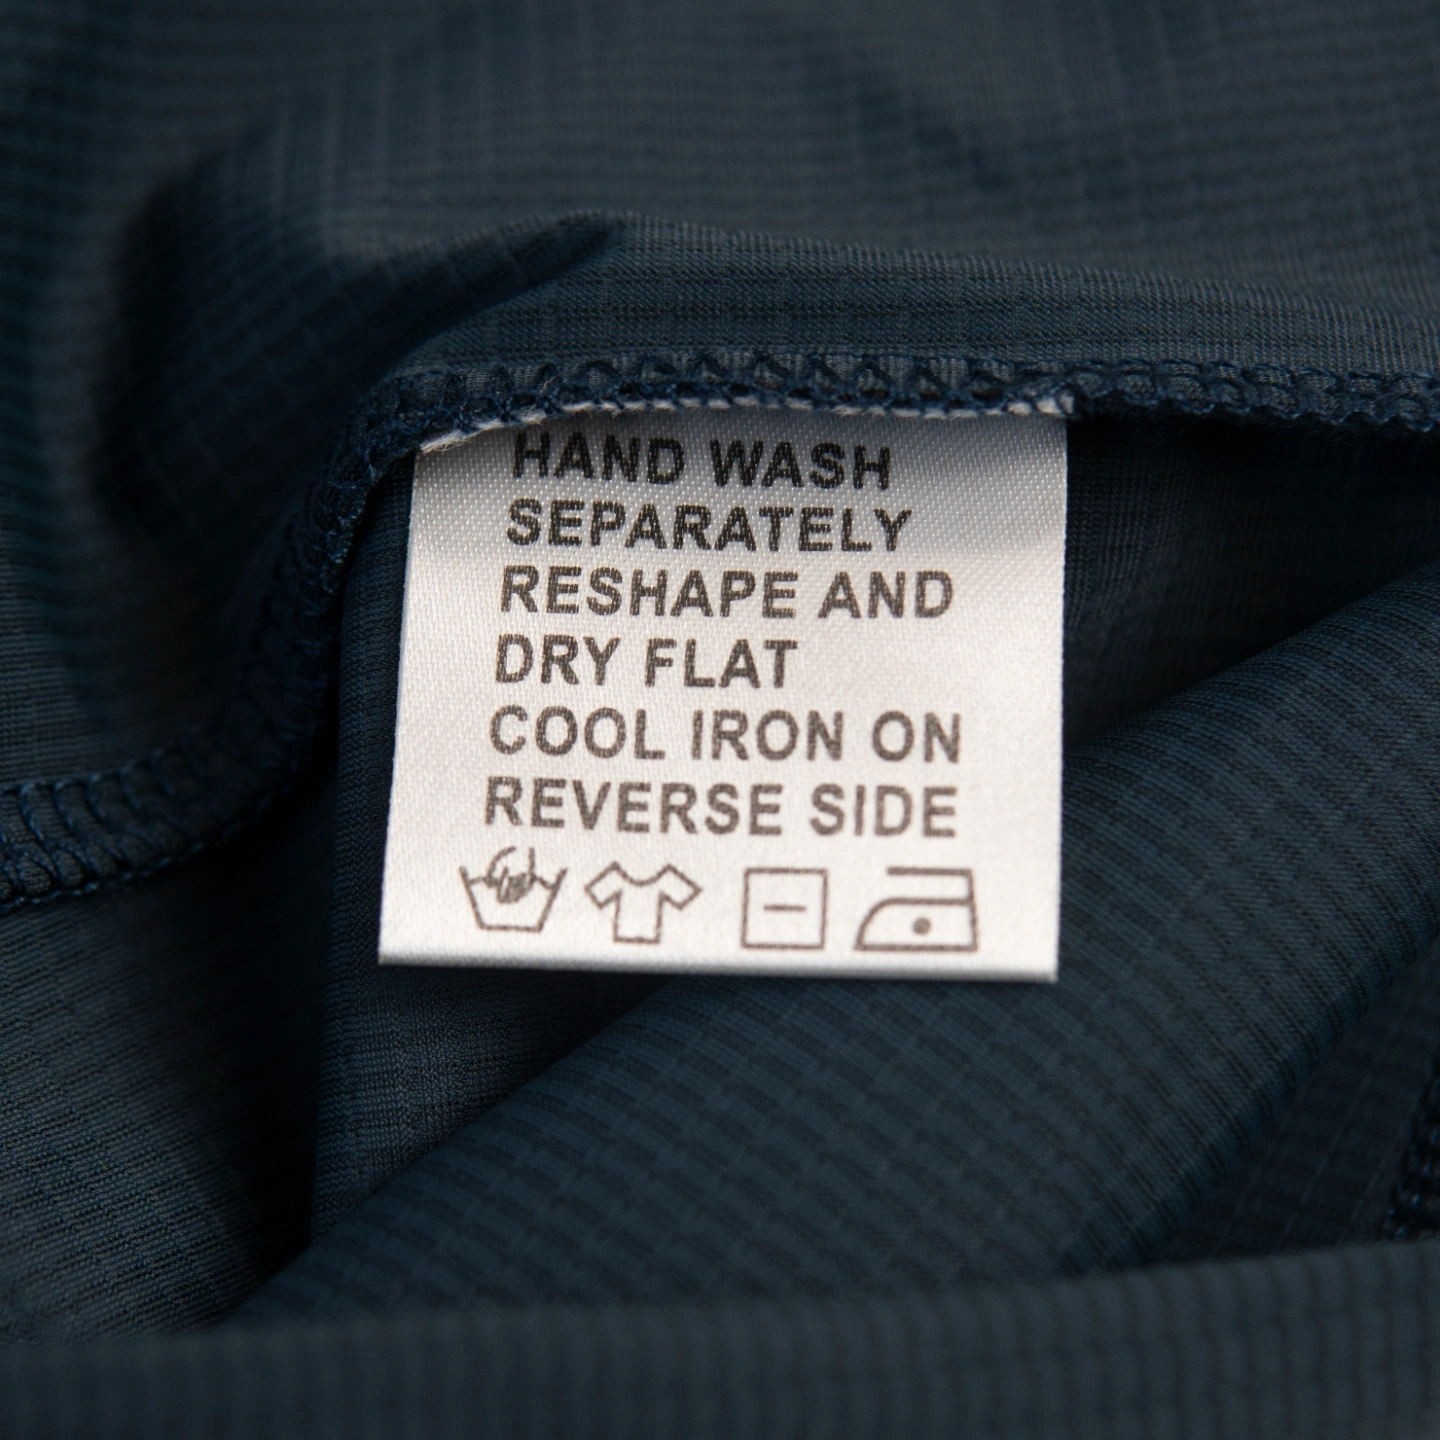 HAND WASH
SEPARATELY
RESHAPE AND
DRY FLAT
COOL IRON ON
REVERSE SIDE